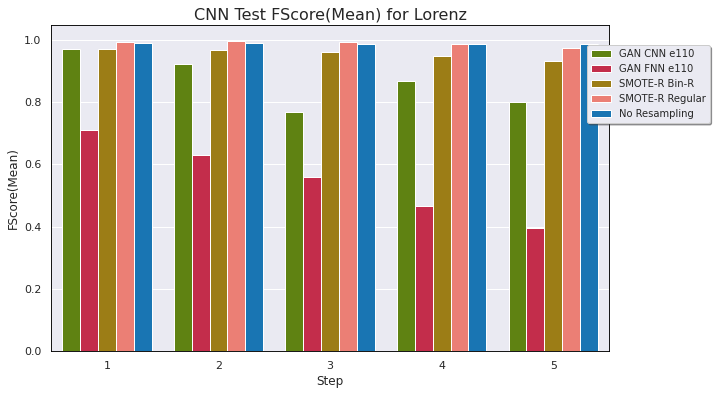 CNN Test FScore(Mean) for Lorenz
1.0
0.8
0.6
0.4
0.2
0.0
FScore(Mean)
1 2 3 4 5
Step
GAN CNN e110
GAN FNN e110
SMOTE-R Bin-R
SMOTE-R Regular
No Resampling